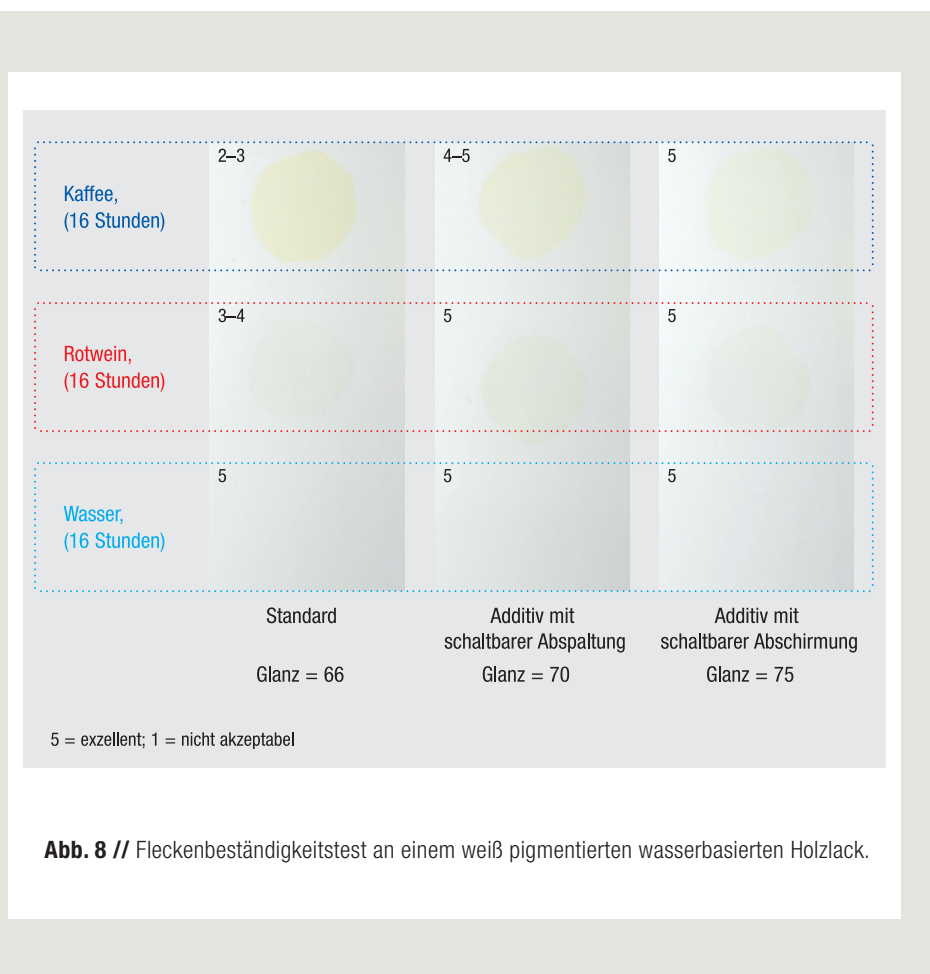 2–3
4–5
5
Kaffee,
(16 Stunden)
3–4
5
5
Rotwein,
(16 Stunden)
5
5
5
Wasser,
(16 Stunden)
Standard
Additiv mit
schaltbarer Abspaltung
Additiv mit
schaltbarer Abschirmung
Glanz = 66
Glanz = 70
Glanz = 75
5 = exzellent; 1 = nicht akzeptabel
Abb. 8 // Fleckenbeständigkeitstest an einem weiß pigmentierten wasserbasierten Holzlack.